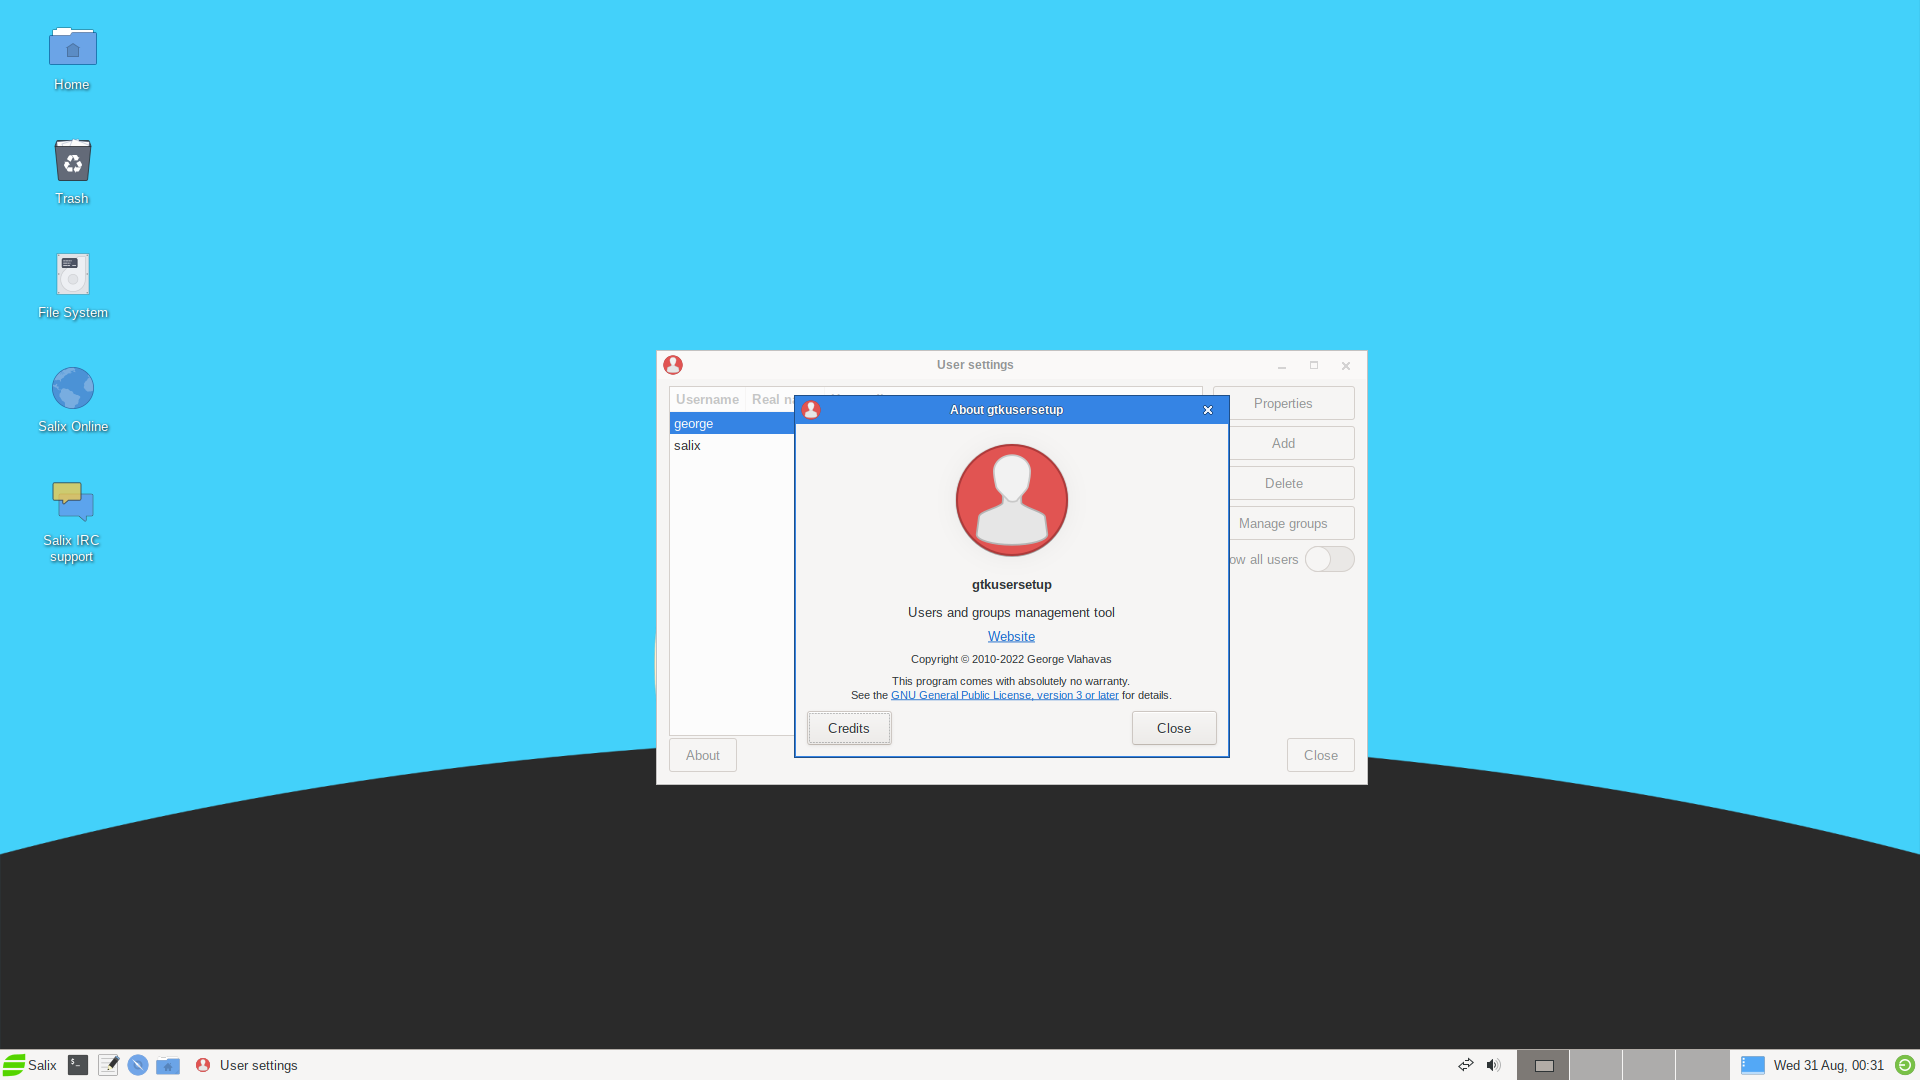 Home
Trash
File System
Salix Online
Salix IRC
support
User settings
Username Real
george
salix
Properties
Add
Delete
Manage groups
all users
About
Close
About gtkusersetup
gtkusersetup
Users and groups management tool
Website
Copyright © 2010-2022 George Vlahavas
This program comes with absolutely no warranty.
See the GNU General Public License, version 3 or later for details.
Credits
Close
Salix
User settings
Wed 31 Aug, 00:31